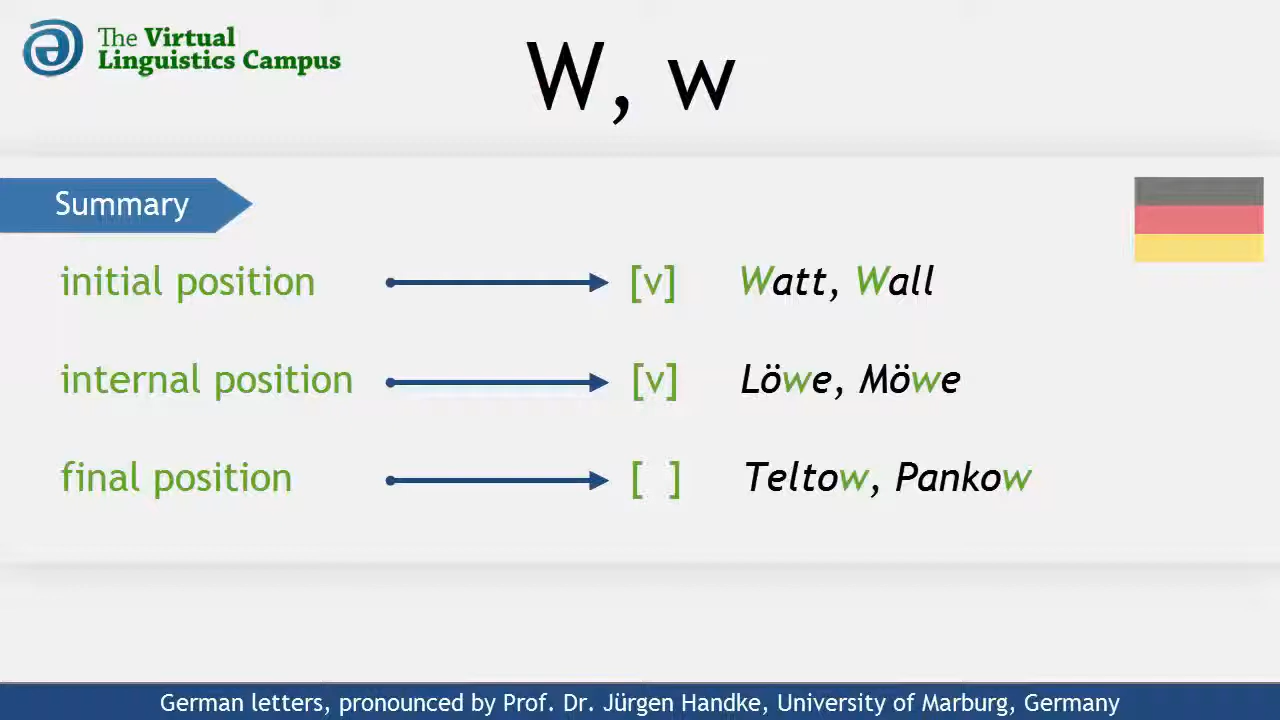 The Virtual
Linguistics Campus
W, w
Summary
initial position [v] Watt, Wall
internal position [v] Löwe, Möwe
final position [ ] Teltow, Pankow
German letters, pronounced by Prof. Dr. Jürgen Handke, University of Marburg, Germany